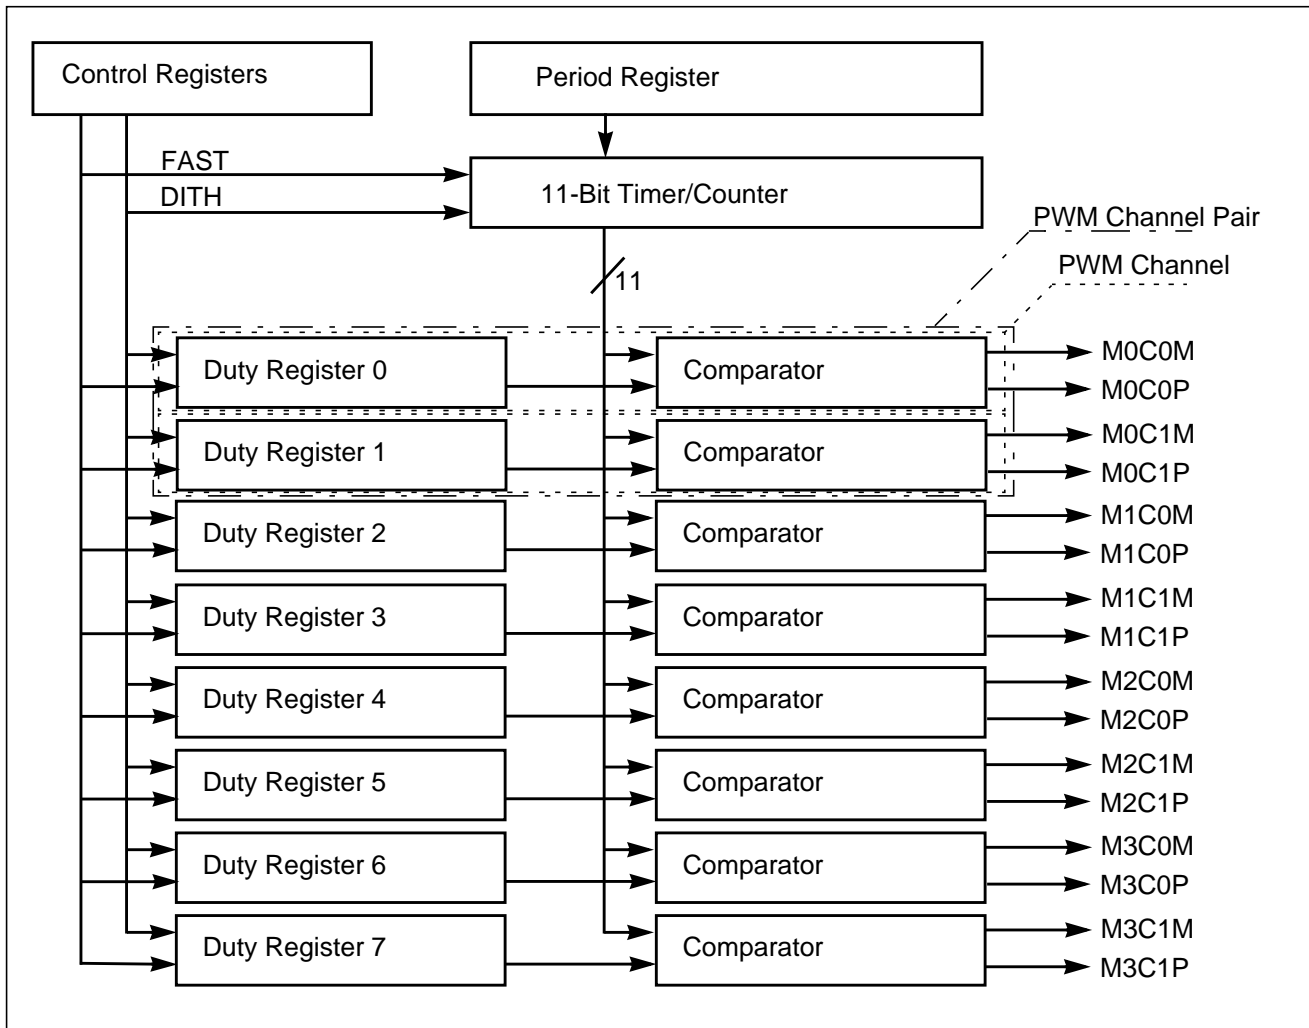 Control Registers
Period Register
FAST
DITH
11-Bit Timer/Counter
PWM Channel Pair
PWM Channel
11
Duty Register 0
Comparator
M0C0M
M0C0P
Duty Register 1
Comparator
M0C1M
M0C1P
Duty Register 2
Comparator
M1C0M
M1C0P
Duty Register 3
Comparator
M1C1M
M1C1P
Duty Register 4
Comparator
M2C0M
M2C0P
Duty Register 5
Comparator
M2C1M
M2C1P
Duty Register 6
Comparator
M3C0M
M3C0P
Duty Register 7
Comparator
M3C1M
M3C1P